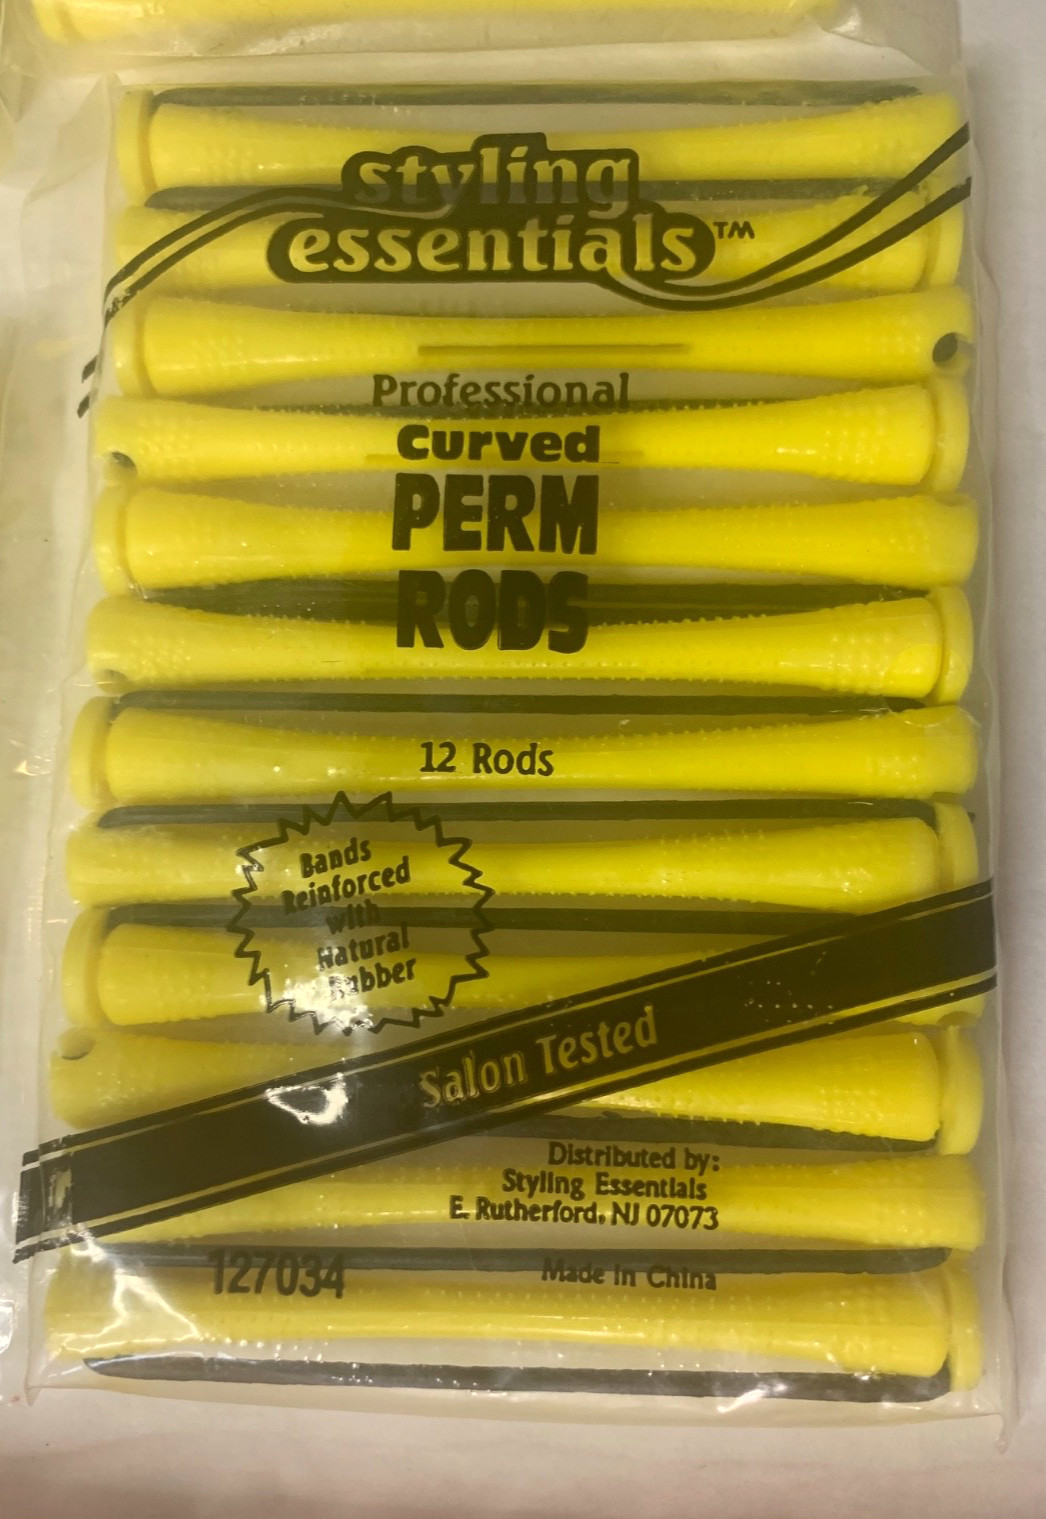 styling
essentials™
Professional
Curved
PERM
RODS
12 Rods
Bands
Reinforced
with
Natural
Rubber
Salon Tested
Distributed by:
Styling Essentials
E. Rutherford, NJ 07073
127034
Made in China